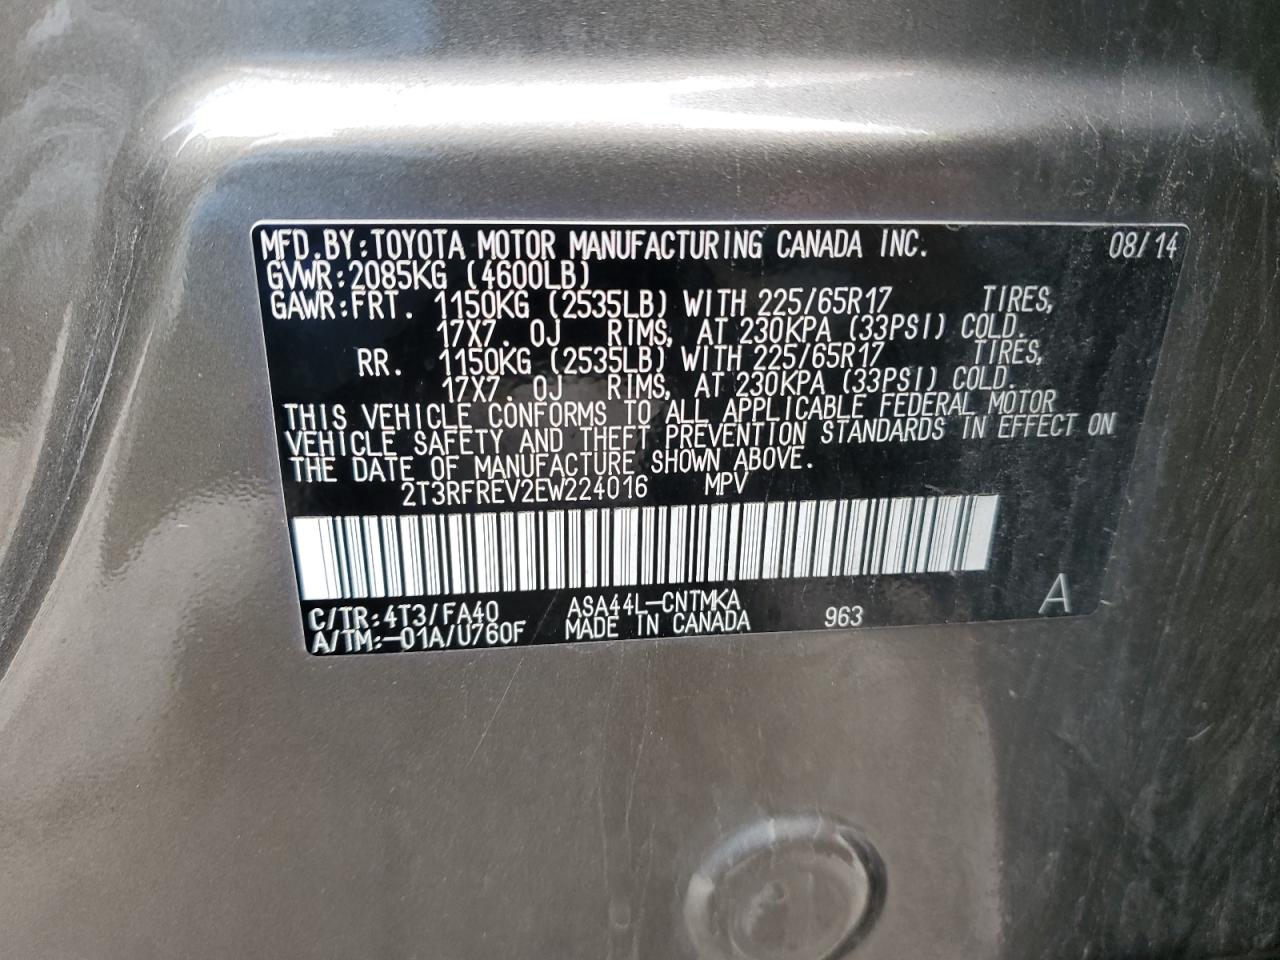 MFD.BY:TOYOTA MOTOR MANUFACTURING CANADA INC. 08/14
GVWR:2085KG (4600LB)
GAWR:FRT. 1150KG (2535LB) WITH 225/65R17 TIRES,
17X7.0J RIMS, AT 230KPA (33PSI) COLD.
RR. 1150KG (2535LB) WITH 225/65R17 TIRES,
17X7.0J RIMS, AT 230KPA (33PSI) COLD.
THIS VEHICLE CONFORMS TO ALL APPLICABLE FEDERAL MOTOR
VEHICLE SAFETY AND THEFT PREVENTION STANDARDS IN EFFECT ON
THE DATE OF MANUFACTURE SHOWN ABOVE.
2T3RFREV2EW224016 MPV
C/TR:4T3/FA40 ASA44L-CNTMKA 963 A
A/TM:-01A/U760F MADE IN CANADA